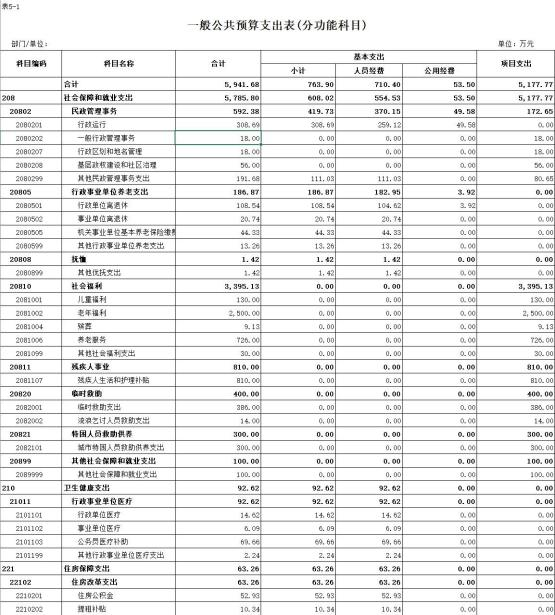 表5-1
一般公共预算支出表(分功能科目)
部门/单位: 单位: 万元
科目编码 科目名称 合计 基本支出 项目支出
小计 人员经费 公用经费
合计 5,941.68 763.90 710.40 53.50 5,177.77
208 社会保障和就业支出 5,785.80 608.02 554.53 53.50 5,177.77
20802 民政管理事务 592.38 419.73 370.15 49.58 172.65
2080201 行政运行 308.69 308.69 259.12 49.58 0.00
2080202 一般行政管理事务 18.00 0.00 0.00 0.00 18.00
2080207 行政区划和地名管理 18.00 0.00 0.00 0.00 18.00
2080208 基层政权建设和社区治理 56.00 0.00 0.00 0.00 56.00
2080299 其他民政管理事务支出 191.68 111.03 111.03 0.00 80.65
20805 行政事业单位养老支出 186.87 186.87 182.95 3.92 0.00
2080501 行政单位离退休 108.54 108.54 104.62 3.92 0.00
2080502 事业单位离退休 20.74 20.74 20.74 0.00 0.00
2080505 机关事业单位基本养老保险缴费 44.33 44.33 44.33 0.00 0.00
2080599 其他行政事业单位养老支出 13.26 13.26 13.26 0.00 0.00
20808 抚恤 1.42 1.42 1.42 0.00 0.00
2080899 其他优抚支出 1.42 1.42 1.42 0.00 0.00
20810 社会福利 3,395.13 0.00 0.00 0.00 3,395.13
2081001 儿童福利 130.00 0.00 0.00 0.00 130.00
2081002 老年福利 2,500.00 0.00 0.00 0.00 2,500.00
2081004 殡葬 9.13 0.00 0.00 0.00 9.13
2081006 养老服务 726.00 0.00 0.00 0.00 726.00
2081099 其他社会福利支出 30.00 0.00 0.00 0.00 30.00
20811 残疾人事业 810.00 0.00 0.00 0.00 810.00
2081107 残疾人生活和护理补贴 810.00 0.00 0.00 0.00 810.00
20820 临时救助 400.00 0.00 0.00 0.00 400.00
2082001 临时救助支出 386.00 0.00 0.00 0.00 386.00
2082002 流浪乞讨人员救助支出 14.00 0.00 0.00 0.00 14.00
20821 特困人员救助供养 300.00 0.00 0.00 0.00 300.00
2082101 城市特困人员救助供养支出 300.00 0.00 0.00 0.00 300.00
20899 其他社会保障和就业支出 100.00 0.00 0.00 0.00 100.00
2089999 其他社会保障和就业支出 100.00 0.00 0.00 0.00 100.00
210 卫生健康支出 92.62 92.62 92.62 0.00 0.00
21011 行政事业单位医疗 92.62 92.62 92.62 0.00 0.00
2101101 行政单位医疗 14.62 14.62 14.62 0.00 0.00
2101102 事业单位医疗 6.09 6.09 6.09 0.00 0.00
2101103 公务员医疗补助 69.66 69.66 69.66 0.00 0.00
2101199 其他行政事业单位医疗支出 2.24 2.24 2.24 0.00 0.00
221 住房保障支出 63.26 63.26 63.26 0.00 0.00
22102 住房改革支出 63.26 63.26 63.26 0.00 0.00
2210201 住房公积金 52.93 52.93 52.93 0.00 0.00
2210202 提租补贴 10.34 10.34 10.34 0.00 0.00